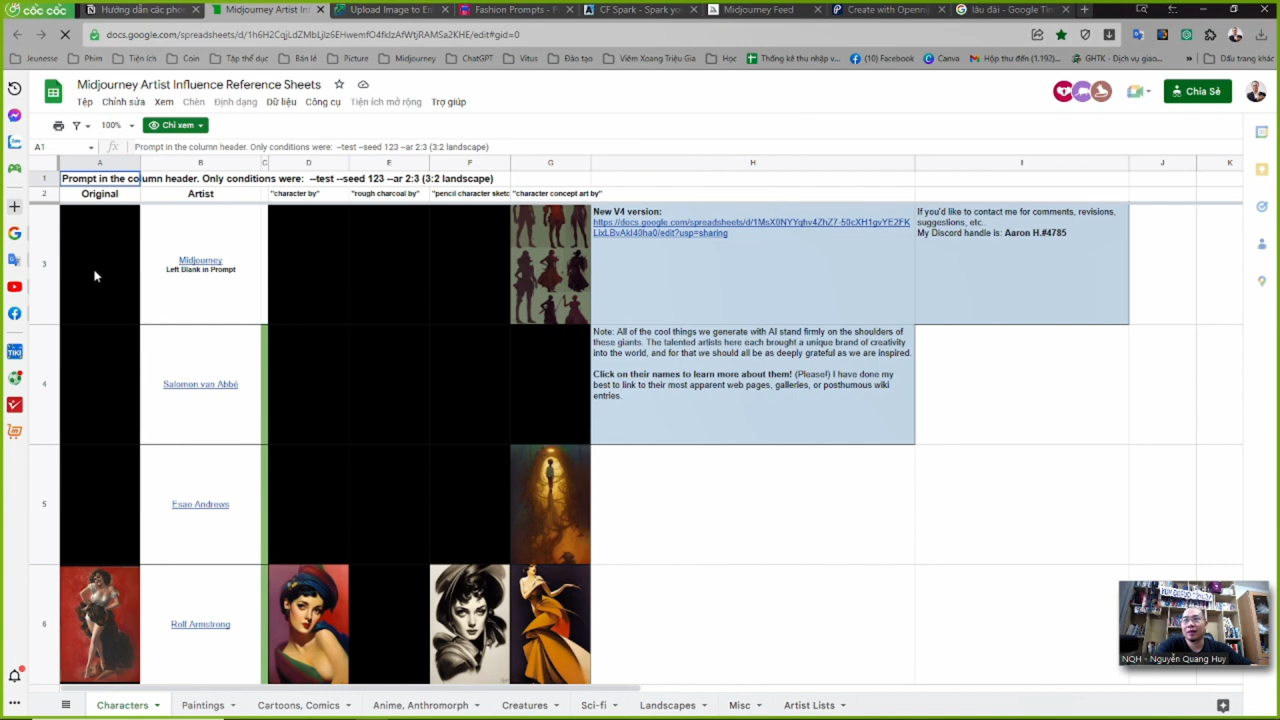 cốc cốc
Hướng dẫn các pho
Midjourney Artist Inf
Upload Image to En
Fashion Prompts - F
CF Spark - Spark yo
Midjourney Feed
Create with Openni
lâu đài - Google Tìm
docs.google.com/spreadsheets/d/
Jeunesse
Phim
Tiện ích
Coin
Tập thể dục
Bán lẻ
Picture
Midjourney
ChatGPT
Vitus
Đào tạo
Viêm Xoang Triệu Gia
Học
Thống kê thu nhập v...
(10) Facebook
Canva
Hộp thư đến (1.192)...
GHTK - Dịch vụ giao...
»
Dấu trang khác
Midjourney Artist Influence Reference Sheets
Chia Sẻ
Tệp Chỉnh sửa Xem Chèn Định dạng Dữ liệu Công cụ Tiện ích mở rộng Trợ giúp
100%
Chỉ xem
A1
fx
Prompt in the column header. Only conditions were: --test --seed 123 --ar 2:3 (3:2 landscape)
A B C D E F G H I J K
1 Prompt in the column header. Only conditions were: --test --seed 123 --ar 2:3 (3:2 landscape)
2 Original Artist "character by" "rough charcoal by" "pencil character sketc "character concept art by"
3
Midjourney
Left Blank in Prompt
New V4 version:
If you'd like to contact me for comments, revisions,
suggestions, etc..
My Discord handle is: Aaron H.#4785
4
Salomon van Abbé
Note: All of the cool things we generate with AI stand firmly on the shoulders of
these giants. The talented artists here each brought a unique brand of creativity
into the world, and for that we should all be as deeply grateful as we are inspired.
Click on their names to learn more about them! (Please!) I have done my
best to link to their most apparent web pages, galleries, or posthumous wiki
entries.
5
Esao Andrews
6
Rolf Armstrong
Zalo
TIKI
NQH - Nguyễn Quang Huy
Characters
Paintings
Cartoons, Comics
Anime, Anthromorph
Creatures
Sci-fi
Landscapes
Misc
Artist Lists